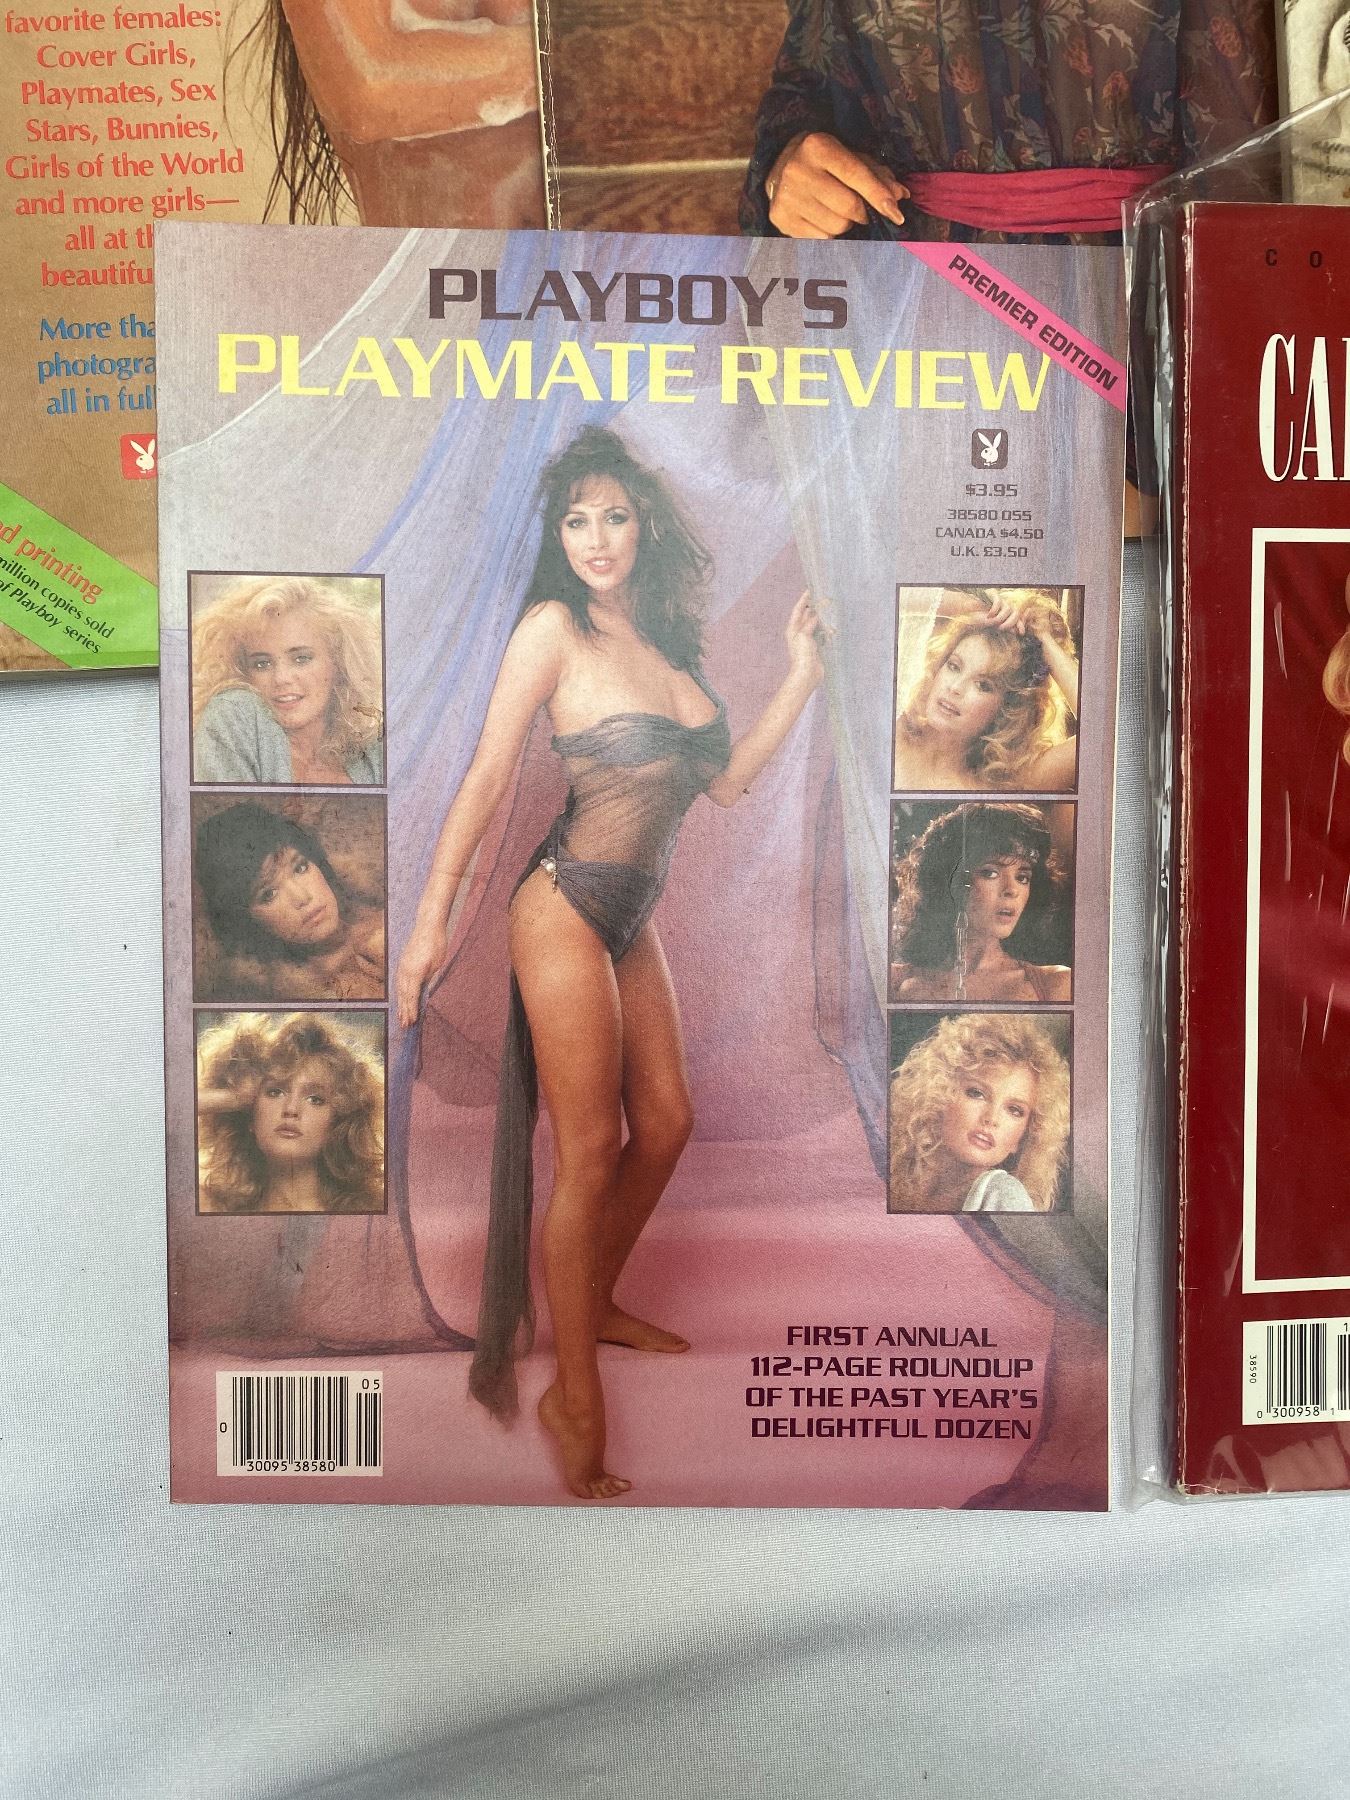 favorite females:
Cover Girls,
Playmates, Sex
Stars, Bunnies,
Girls of the World
and more girls—
all at
More
all in
d printing
million copies sold
of Playboy series
PLAYBOY'S
PLAYMATE REVIEW
PREMIER EDITION
$3.95
38580 055
CANADA $4.50
U.K. £3.50
FIRST ANNUAL
112-PAGE ROUNDUP
OF THE PAST YEAR'S
DELIGHTFUL DOZEN
05
0
30095 38580
C O
CA
38590
0 300958 1